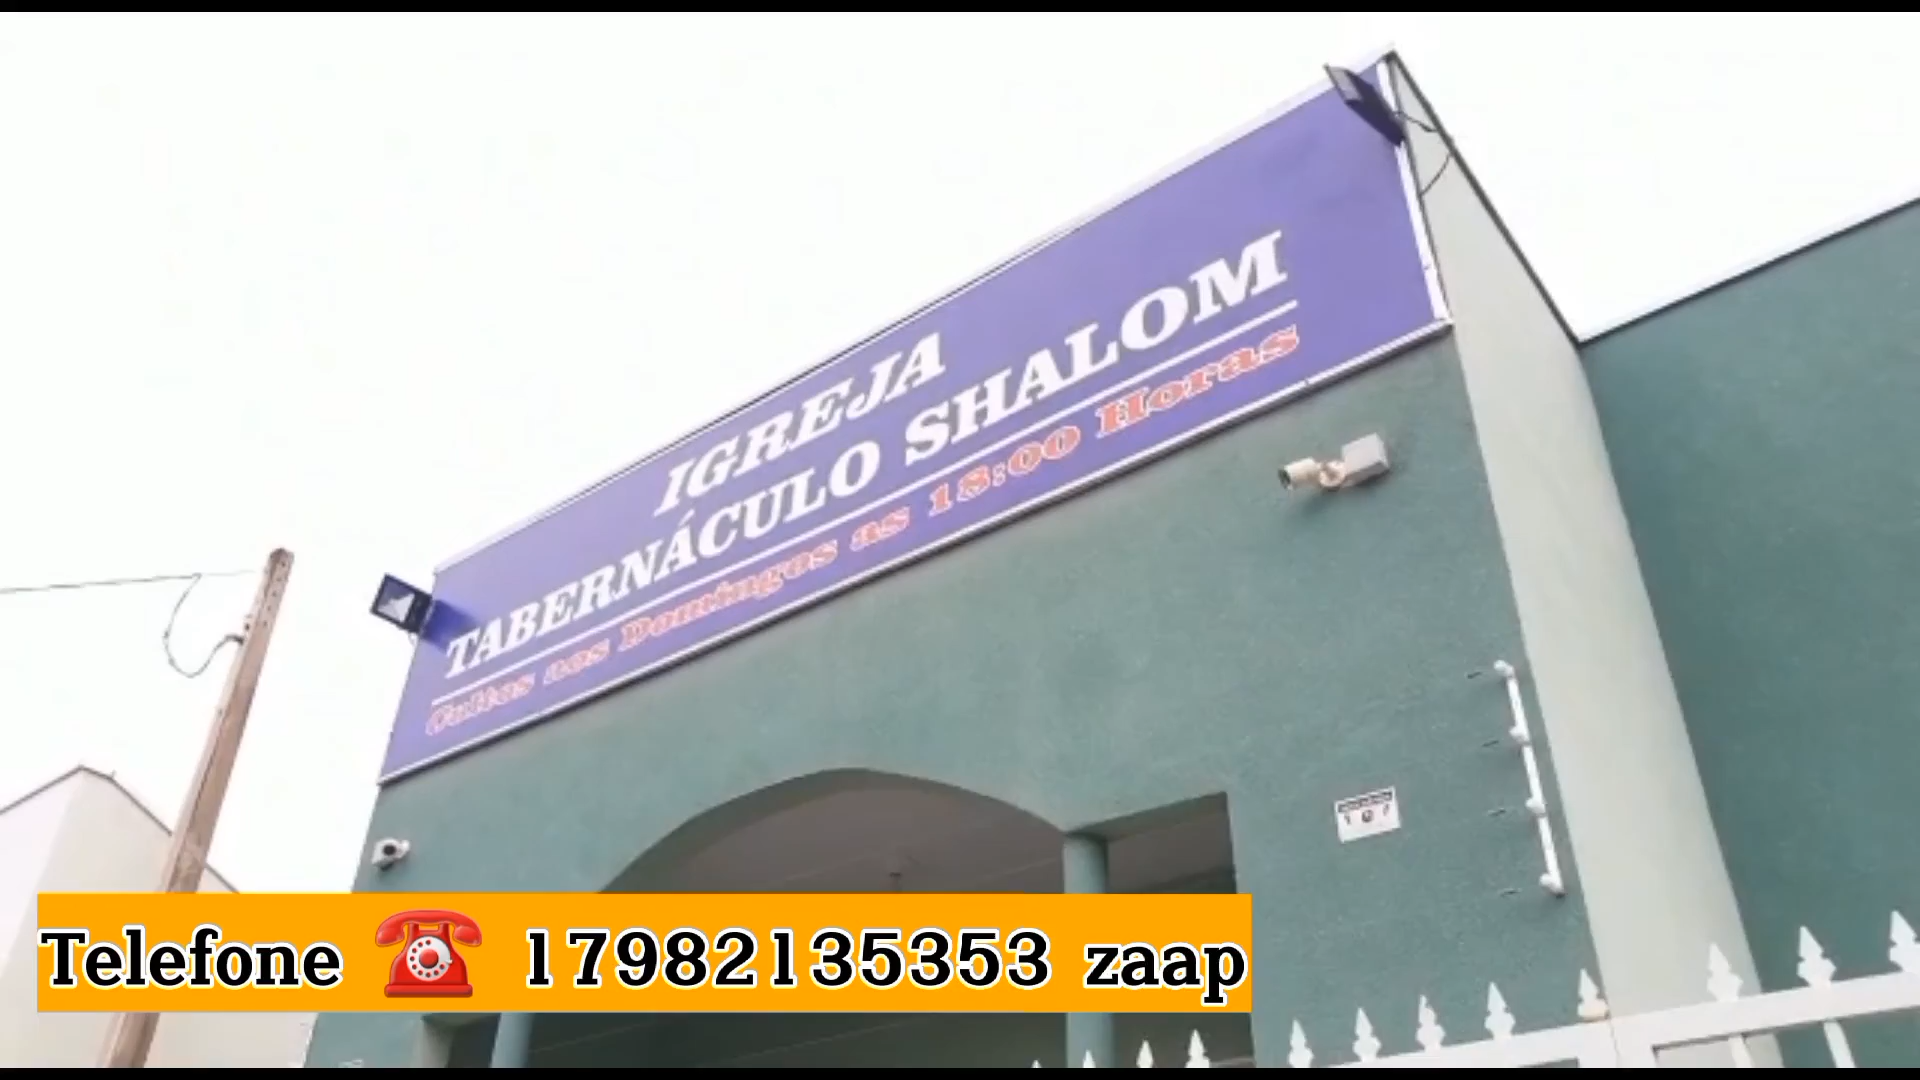 IGREJA
TABERNÁCULO SHALOM
Cultos aos Domingos as 18:00 Horas
Telefone ☎ 17982135353 zaap